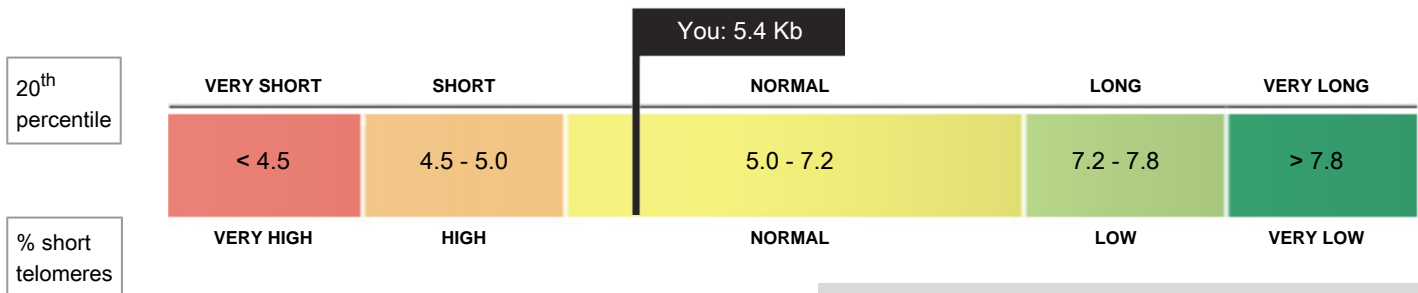 You: 5.4 Kb
20th
percentile
VERY SHORT SHORT NORMAL LONG VERY LONG
< 4.5 4.5 - 5.0 5.0 - 7.2 7.2 - 7.8 > 7.8
% short
telomeres
VERY HIGH HIGH NORMAL LOW VERY LOW